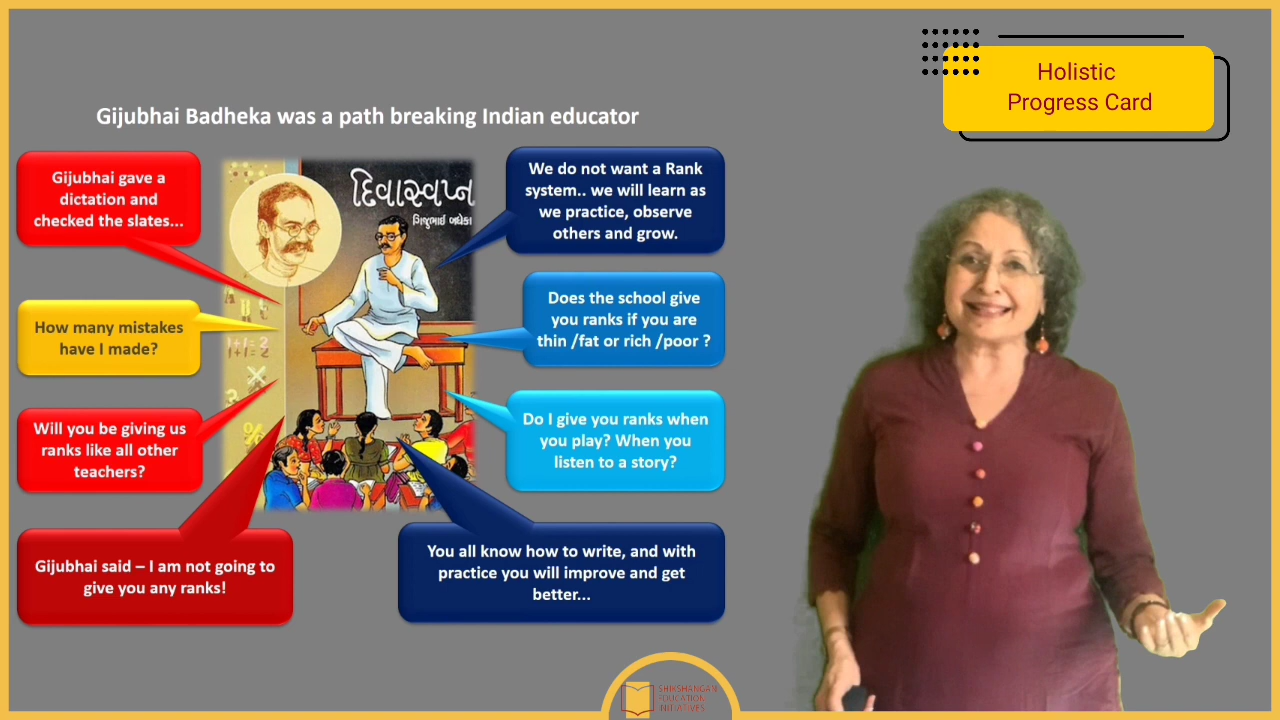 Holistic
Progress Card
Gijubhai Badheka was a path breaking Indian educator
Gijubhai gave a
dictation and
checked the slates...
How many mistakes
have I made?
Will you be giving us
ranks like all other
teachers?
Gijubhai said – I am not going to
give you any ranks!
દિવાસ્વપ્ન
ગિજુભાઈ બધેકા
1+1=2
We do not want a Rank
system.. we will learn as
we practice, observe
others and grow.
Does the school give
you ranks if you are
thin /fat or rich /poor ?
Do I give you ranks when
you play? When you
listen to a story?
You all know how to write, and with
practice you will improve and get
better...
SHIKSHANGAN
EDUCATION
INITIATIVES